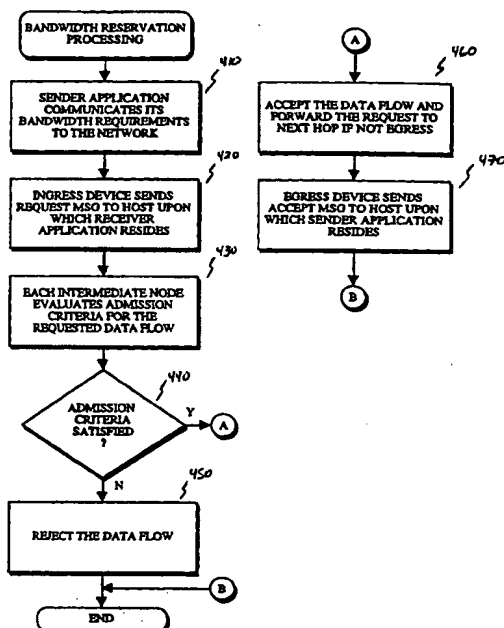 BANDWIDTH RESERVATION
PROCESSING
410
SENDER APPLICATION
COMMUNICATES ITS
BANDWIDTH REQUIREMENTS
TO THE NETWORK
420
INGRESS DEVICE SENDS
REQUEST MSG TO HOST UPON
WHICH RECEIVER
APPLICATION RESIDES
430
EACH INTERMEDIATE NODE
EVALUATES ADMISSION
CRITERIA FOR THE
REQUESTED DATA FLOW
440
ADMISSION
CRITERIA
SATISFIED
?
Y
A
N
450
REJECT THE DATA FLOW
B
END
A
460
ACCEPT THE DATA FLOW AND
FORWARD THE REQUEST TO
NEXT HOP IF NOT EGRESS
470
EGRESS DEVICE SENDS
ACCEPT MSG TO HOST UPON
WHICH SENDER APPLICATION
RESIDES
B